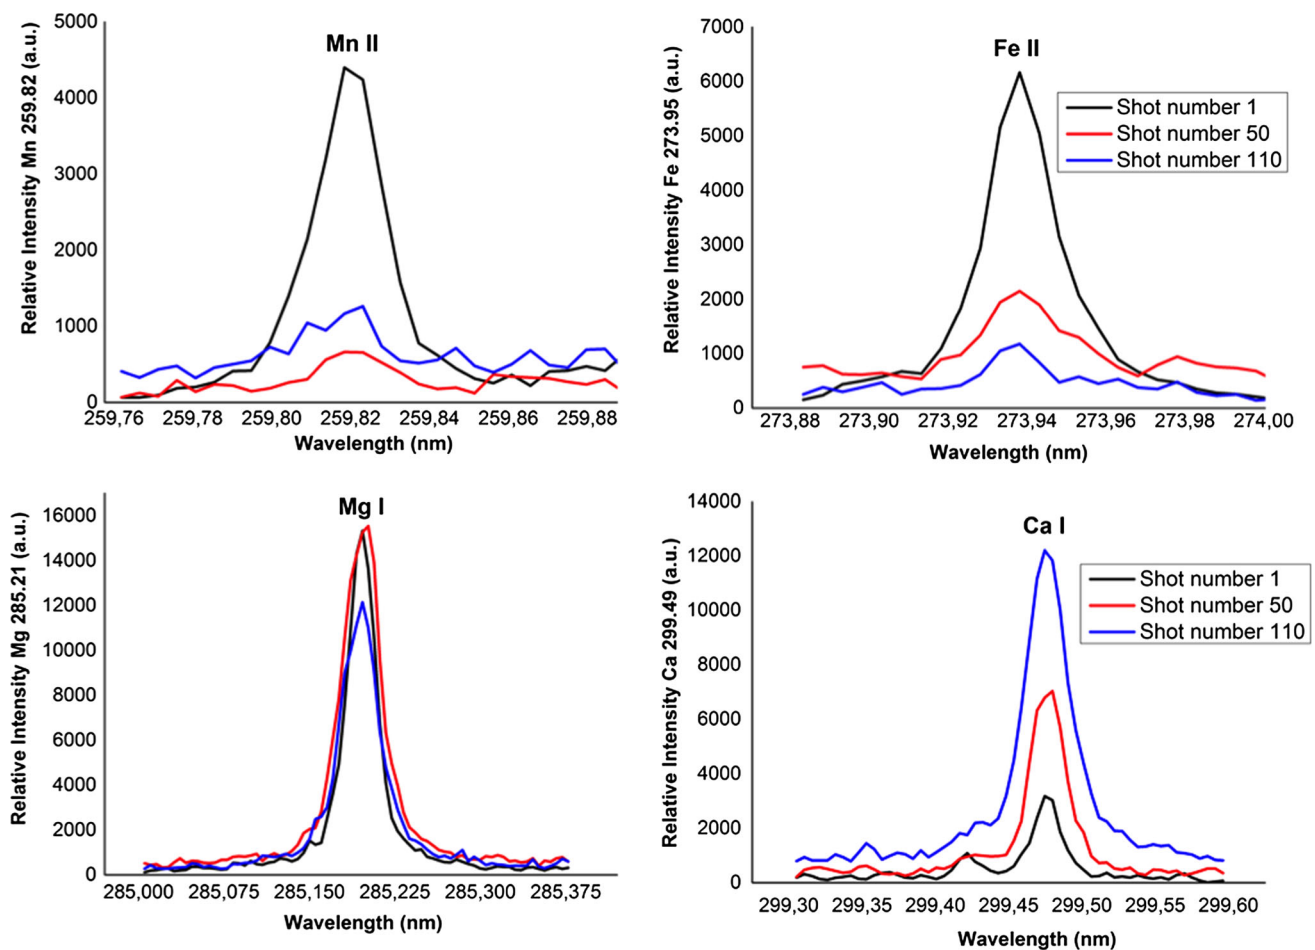 Mn II
Relative Intensity Mn 259.82 (a.u.)
5000
4000
3000
2000
1000
0
259,76 259,78 259,80 259,82 259,84 259,86 259,88
Wavelength (nm)
Fe II
Relative Intensity Fe 273.95 (a.u.)
7000
6000
5000
4000
3000
2000
1000
0
Shot number 1
Shot number 50
Shot number 110
273,88 273,90 273,92 273,94 273,96 273,98 274,00
Wavelength (nm)
Mg I
Relative Intensity Mg 285.21 (a.u.)
16000
14000
12000
10000
8000
6000
4000
2000
0
285,000 285,075 285,150 285,225 285,300 285,375
Wavelength (nm)
Ca I
Relative Intensity Ca 299.49 (a.u.)
14000
12000
10000
8000
6000
4000
2000
0
Shot number 1
Shot number 50
Shot number 110
299,30 299,35 299,40 299,45 299,50 299,55 299,60
Wavelength (nm)